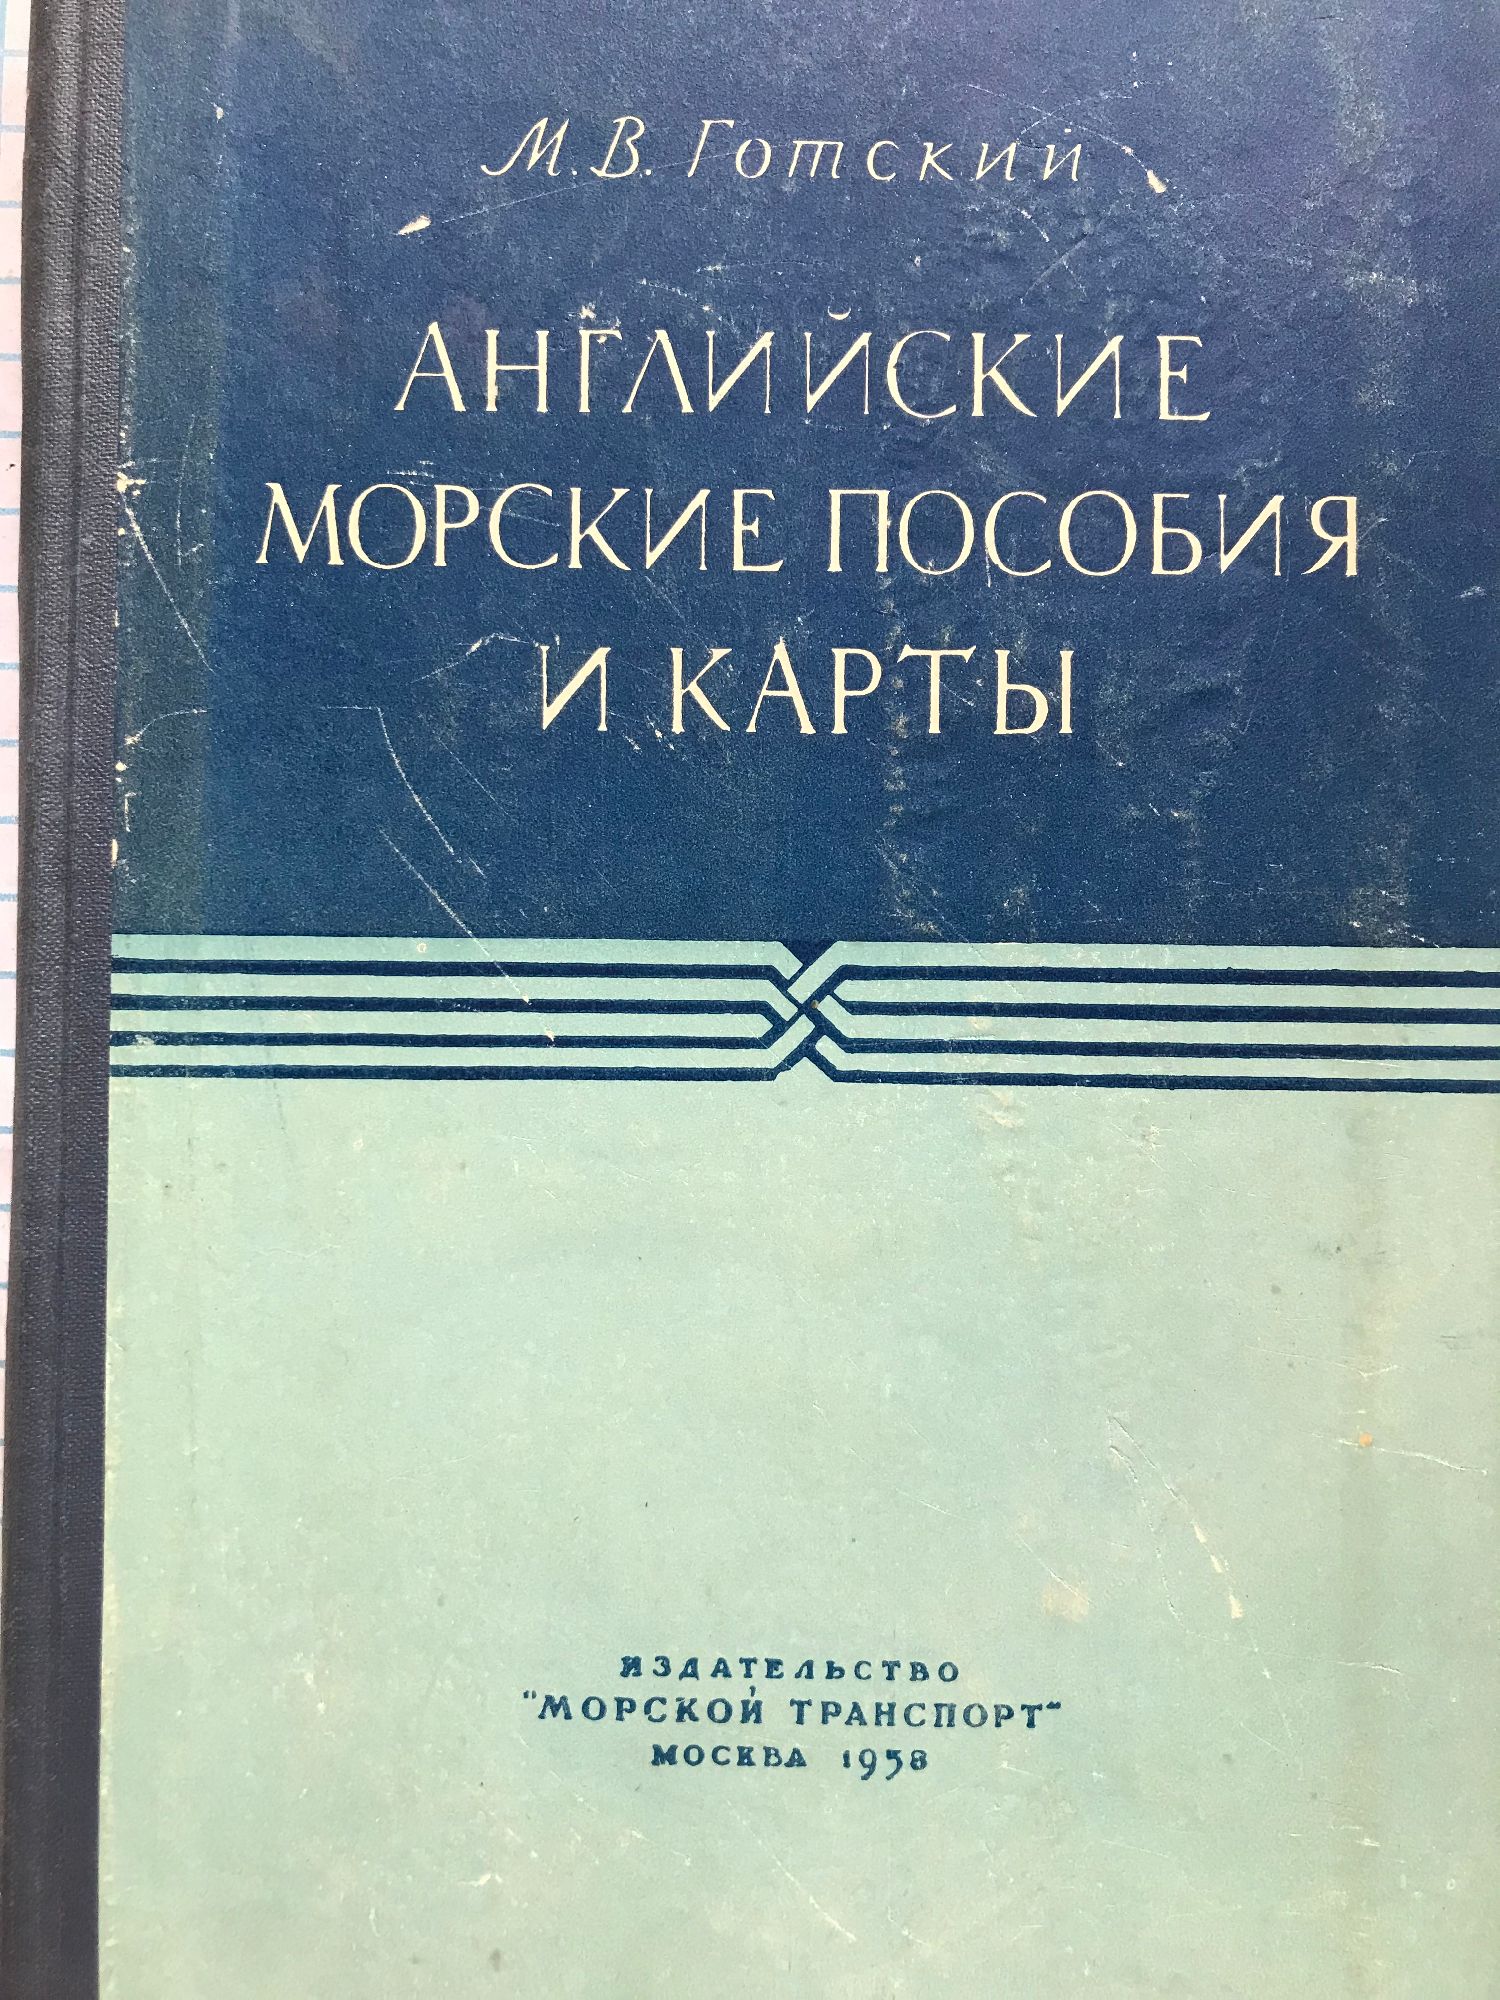 М. В. Готский
АНГЛИЙСКИЕ
МОРСКИЕ ПОСОБИЯ
И КАРТЫ
ИЗДАТЕЛЬСТВО
"МОРСКОЙ ТРАНСПОРТ"
МОСКВА 1958